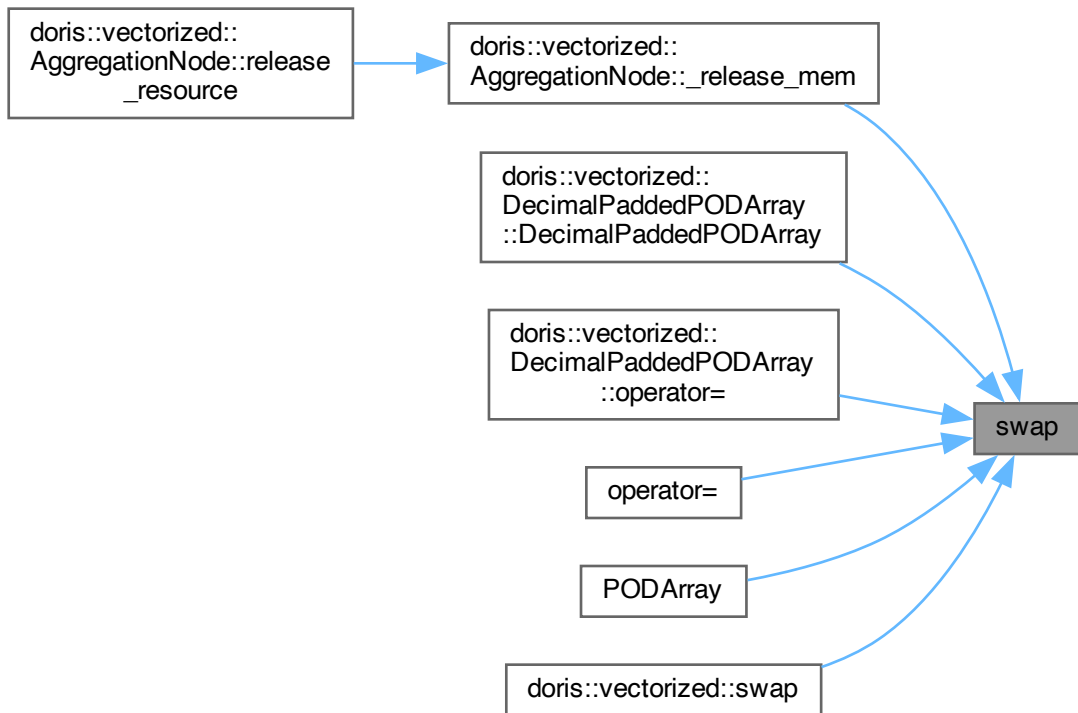 doris::vectorized::
AggregationNode::release
_resource
doris::vectorized::
AggregationNode::_release_mem
doris::vectorized::
DecimalPaddedPODArray
::DecimalPaddedPODArray
doris::vectorized::
DecimalPaddedPODArray
::operator=
swap
operator=
PODArray
doris::vectorized::swap